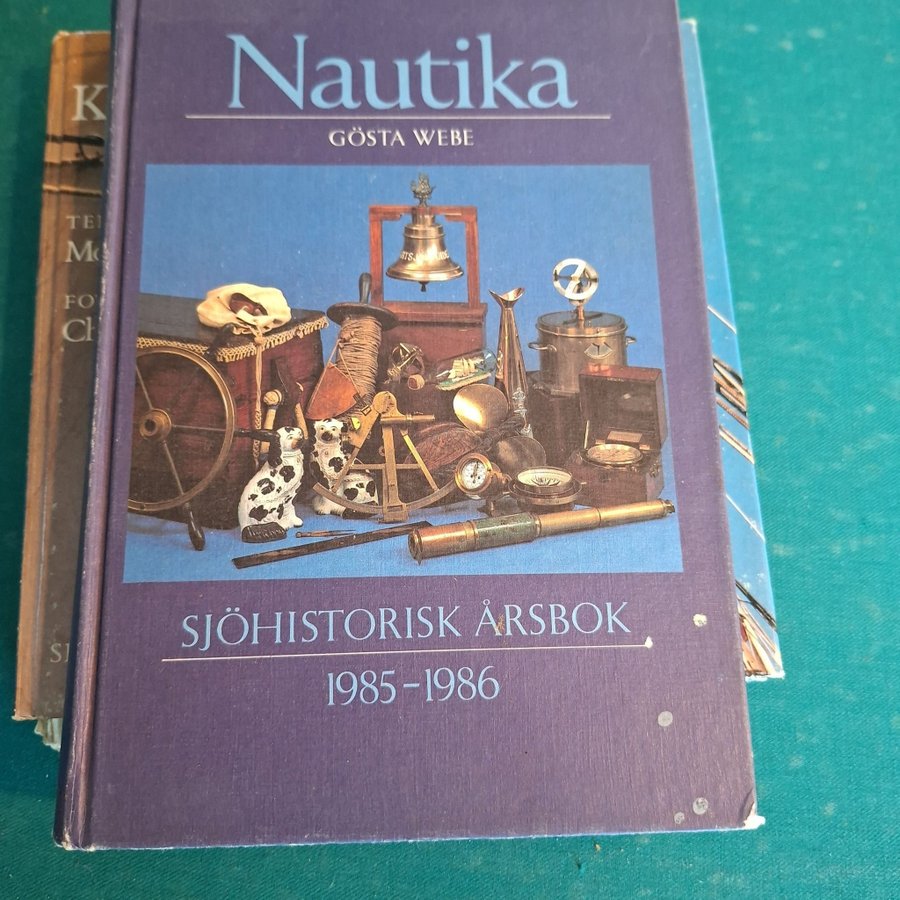 Nautika
GÖSTA WEBE
SJÖHISTORISK ÅRSBOK
1985–1986